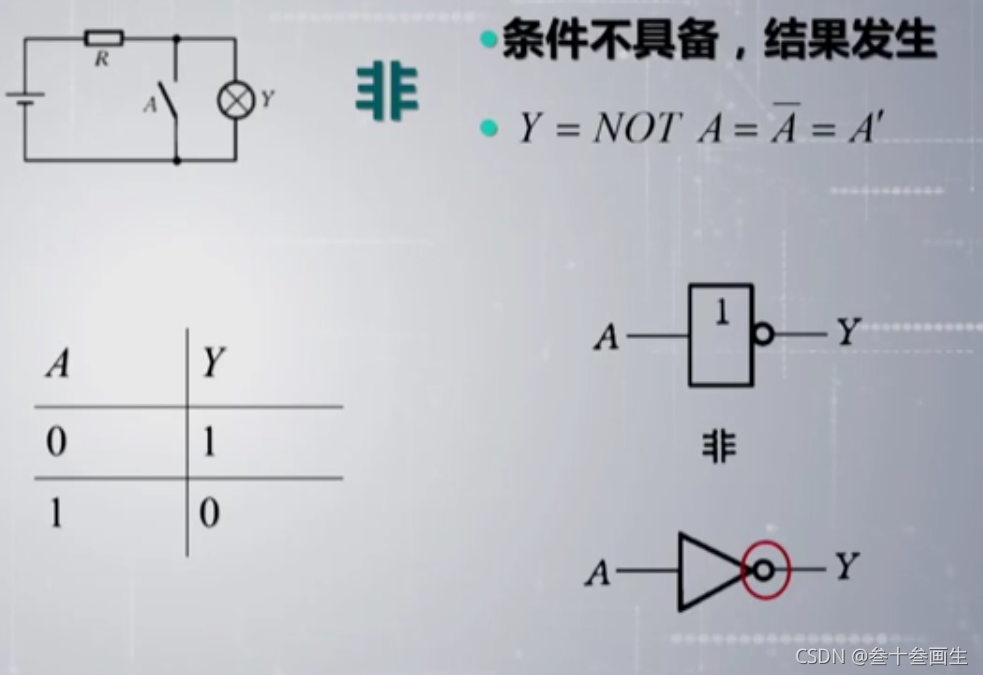 R
A
Y
非
条件不具备，结果发生
Y = NOT A = A̅ = A′
A Y
0 1
1 0
A 1 Y
非
A Y
CSDN @叁十叁画生